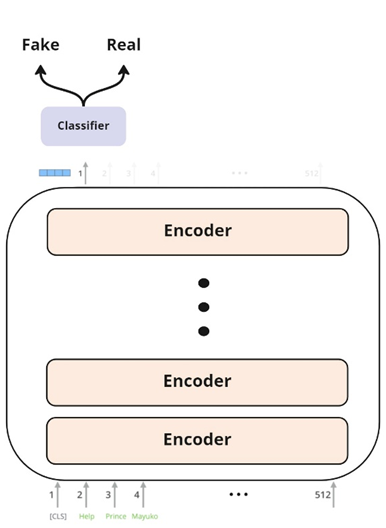 Fake Real
Classifier
1 2 3 4 ••• 512
Encoder
Encoder
Encoder
1 2 3 4 ••• 512
[CLS] Help Prince Mayuko